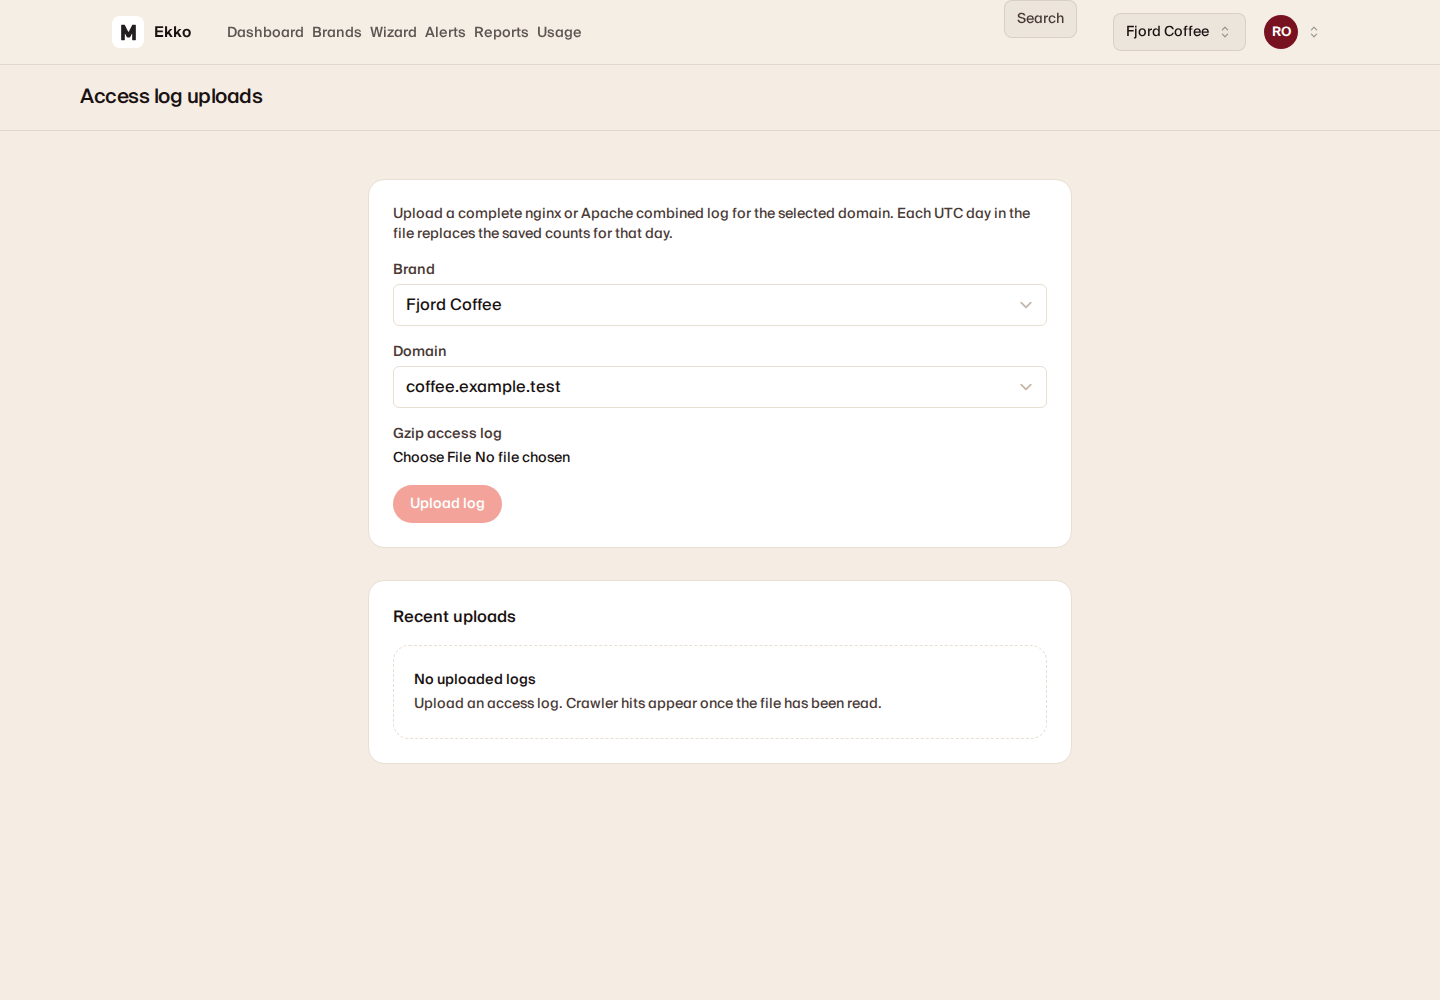 M Ekko Dashboard Brands Wizard Alerts Reports Usage Search Fjord Coffee RO
Access log uploads
Upload a complete nginx or Apache combined log for the selected domain. Each UTC day in the
file replaces the saved counts for that day.
Brand
Fjord Coffee
Domain
coffee.example.test
Gzip access log
Choose File No file chosen
Upload log
Recent uploads
No uploaded logs
Upload an access log. Crawler hits appear once the file has been read.